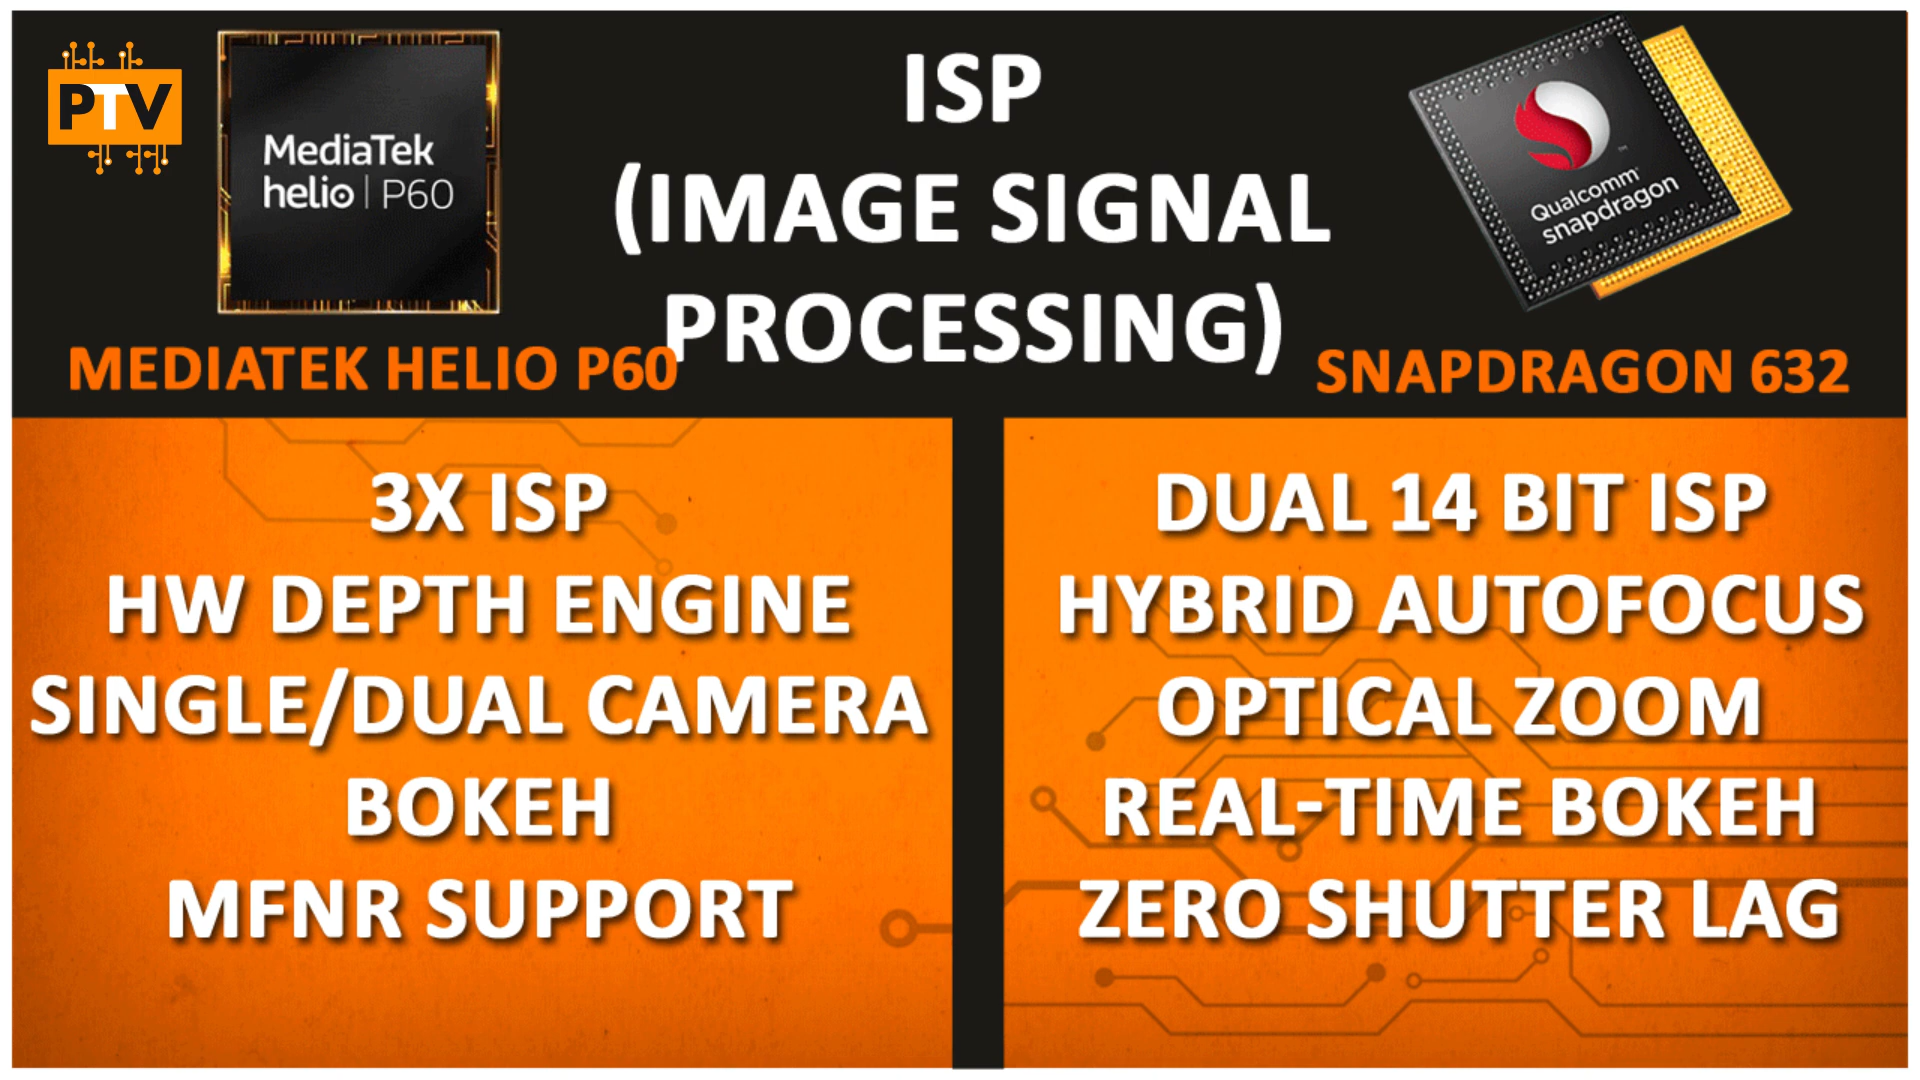 PTV
MediaTek
helio | P60
ISP
(IMAGE SIGNAL
PROCESSING)
Qualcomm
snapdragon
MEDIATEK HELIO P60
SNAPDRAGON 632
3X ISP
HW DEPTH ENGINE
SINGLE/DUAL CAMERA
BOKEH
MFNR SUPPORT
DUAL 14 BIT ISP
HYBRID AUTOFOCUS
OPTICAL ZOOM
REAL-TIME BOKEH
ZERO SHUTTER LAG